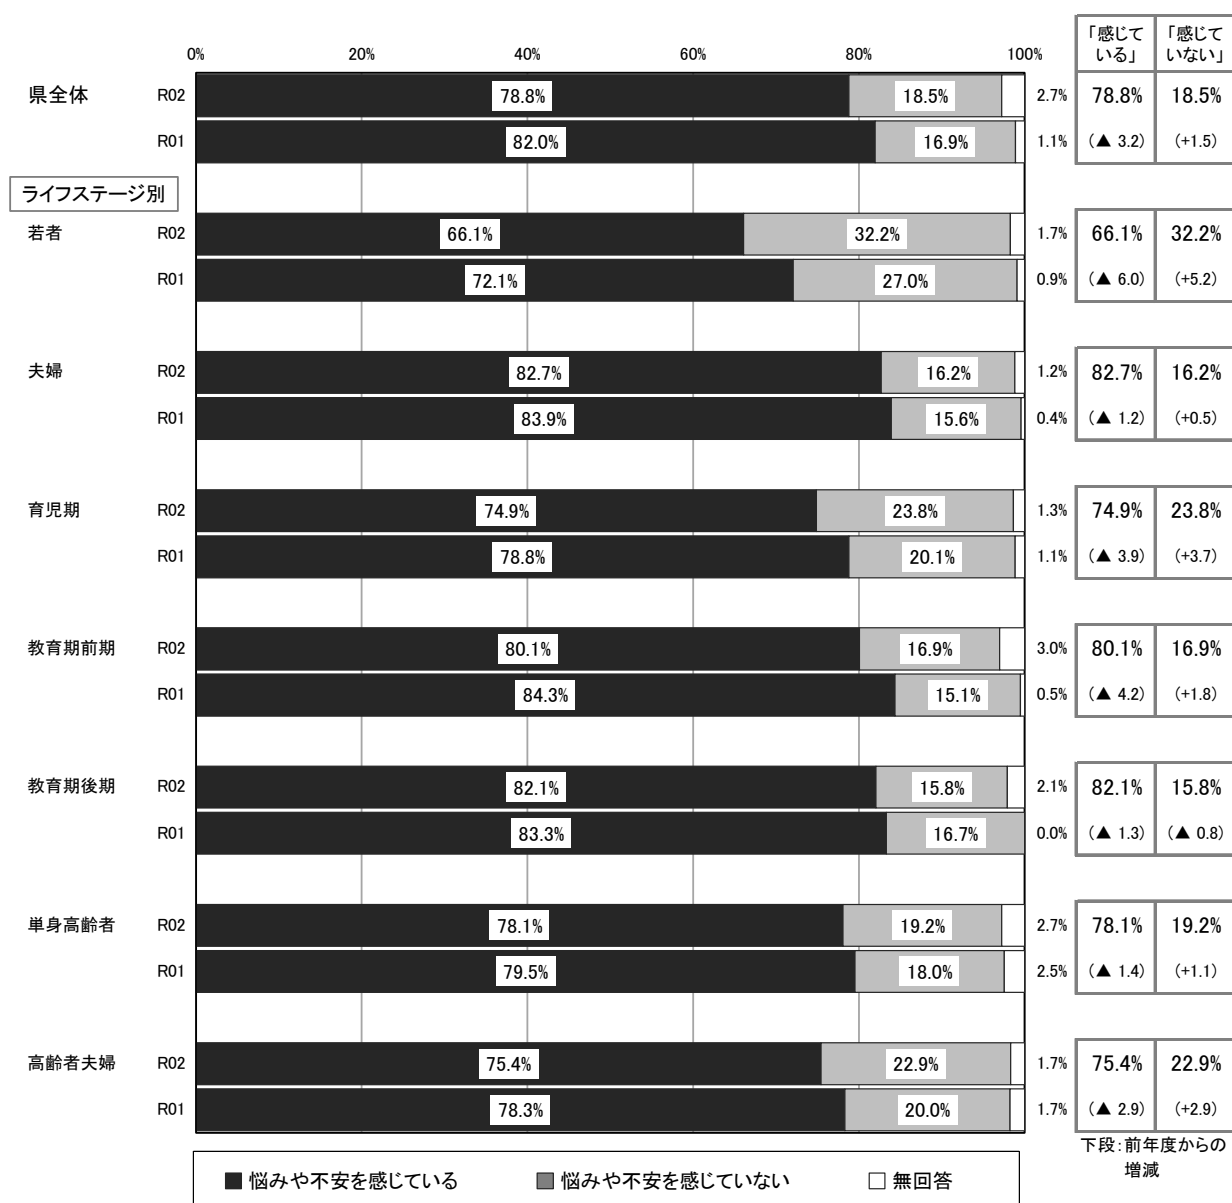 「感じている」 「感じていない」
0% 20% 40% 60% 80% 100%
県全体 R02 78.8% 18.5% 2.7% 78.8% 18.5%
R01 82.0% 16.9% 1.1% (▲ 3.2) (+1.5)
ライフステージ別
若者 R02 66.1% 32.2% 1.7% 66.1% 32.2%
R01 72.1% 27.0% 0.9% (▲ 6.0) (+5.2)
夫婦 R02 82.7% 16.2% 1.2% 82.7% 16.2%
R01 83.9% 15.6% 0.4% (▲ 1.2) (+0.5)
育児期 R02 74.9% 23.8% 1.3% 74.9% 23.8%
R01 78.8% 20.1% 1.1% (▲ 3.9) (+3.7)
教育期前期 R02 80.1% 16.9% 3.0% 80.1% 16.9%
R01 84.3% 15.1% 0.5% (▲ 4.2) (+1.8)
教育期後期 R02 82.1% 15.8% 2.1% 82.1% 15.8%
R01 83.3% 16.7% 0.0% (▲ 1.3) (▲ 0.8)
単身高齢者 R02 78.1% 19.2% 2.7% 78.1% 19.2%
R01 79.5% 18.0% 2.5% (▲ 1.4) (+1.1)
高齢者夫婦 R02 75.4% 22.9% 1.7% 75.4% 22.9%
R01 78.3% 20.0% 1.7% (▲ 2.9) (+2.9)
下段:前年度からの
増減
悩みや不安を感じている 悩みや不安を感じていない 無回答